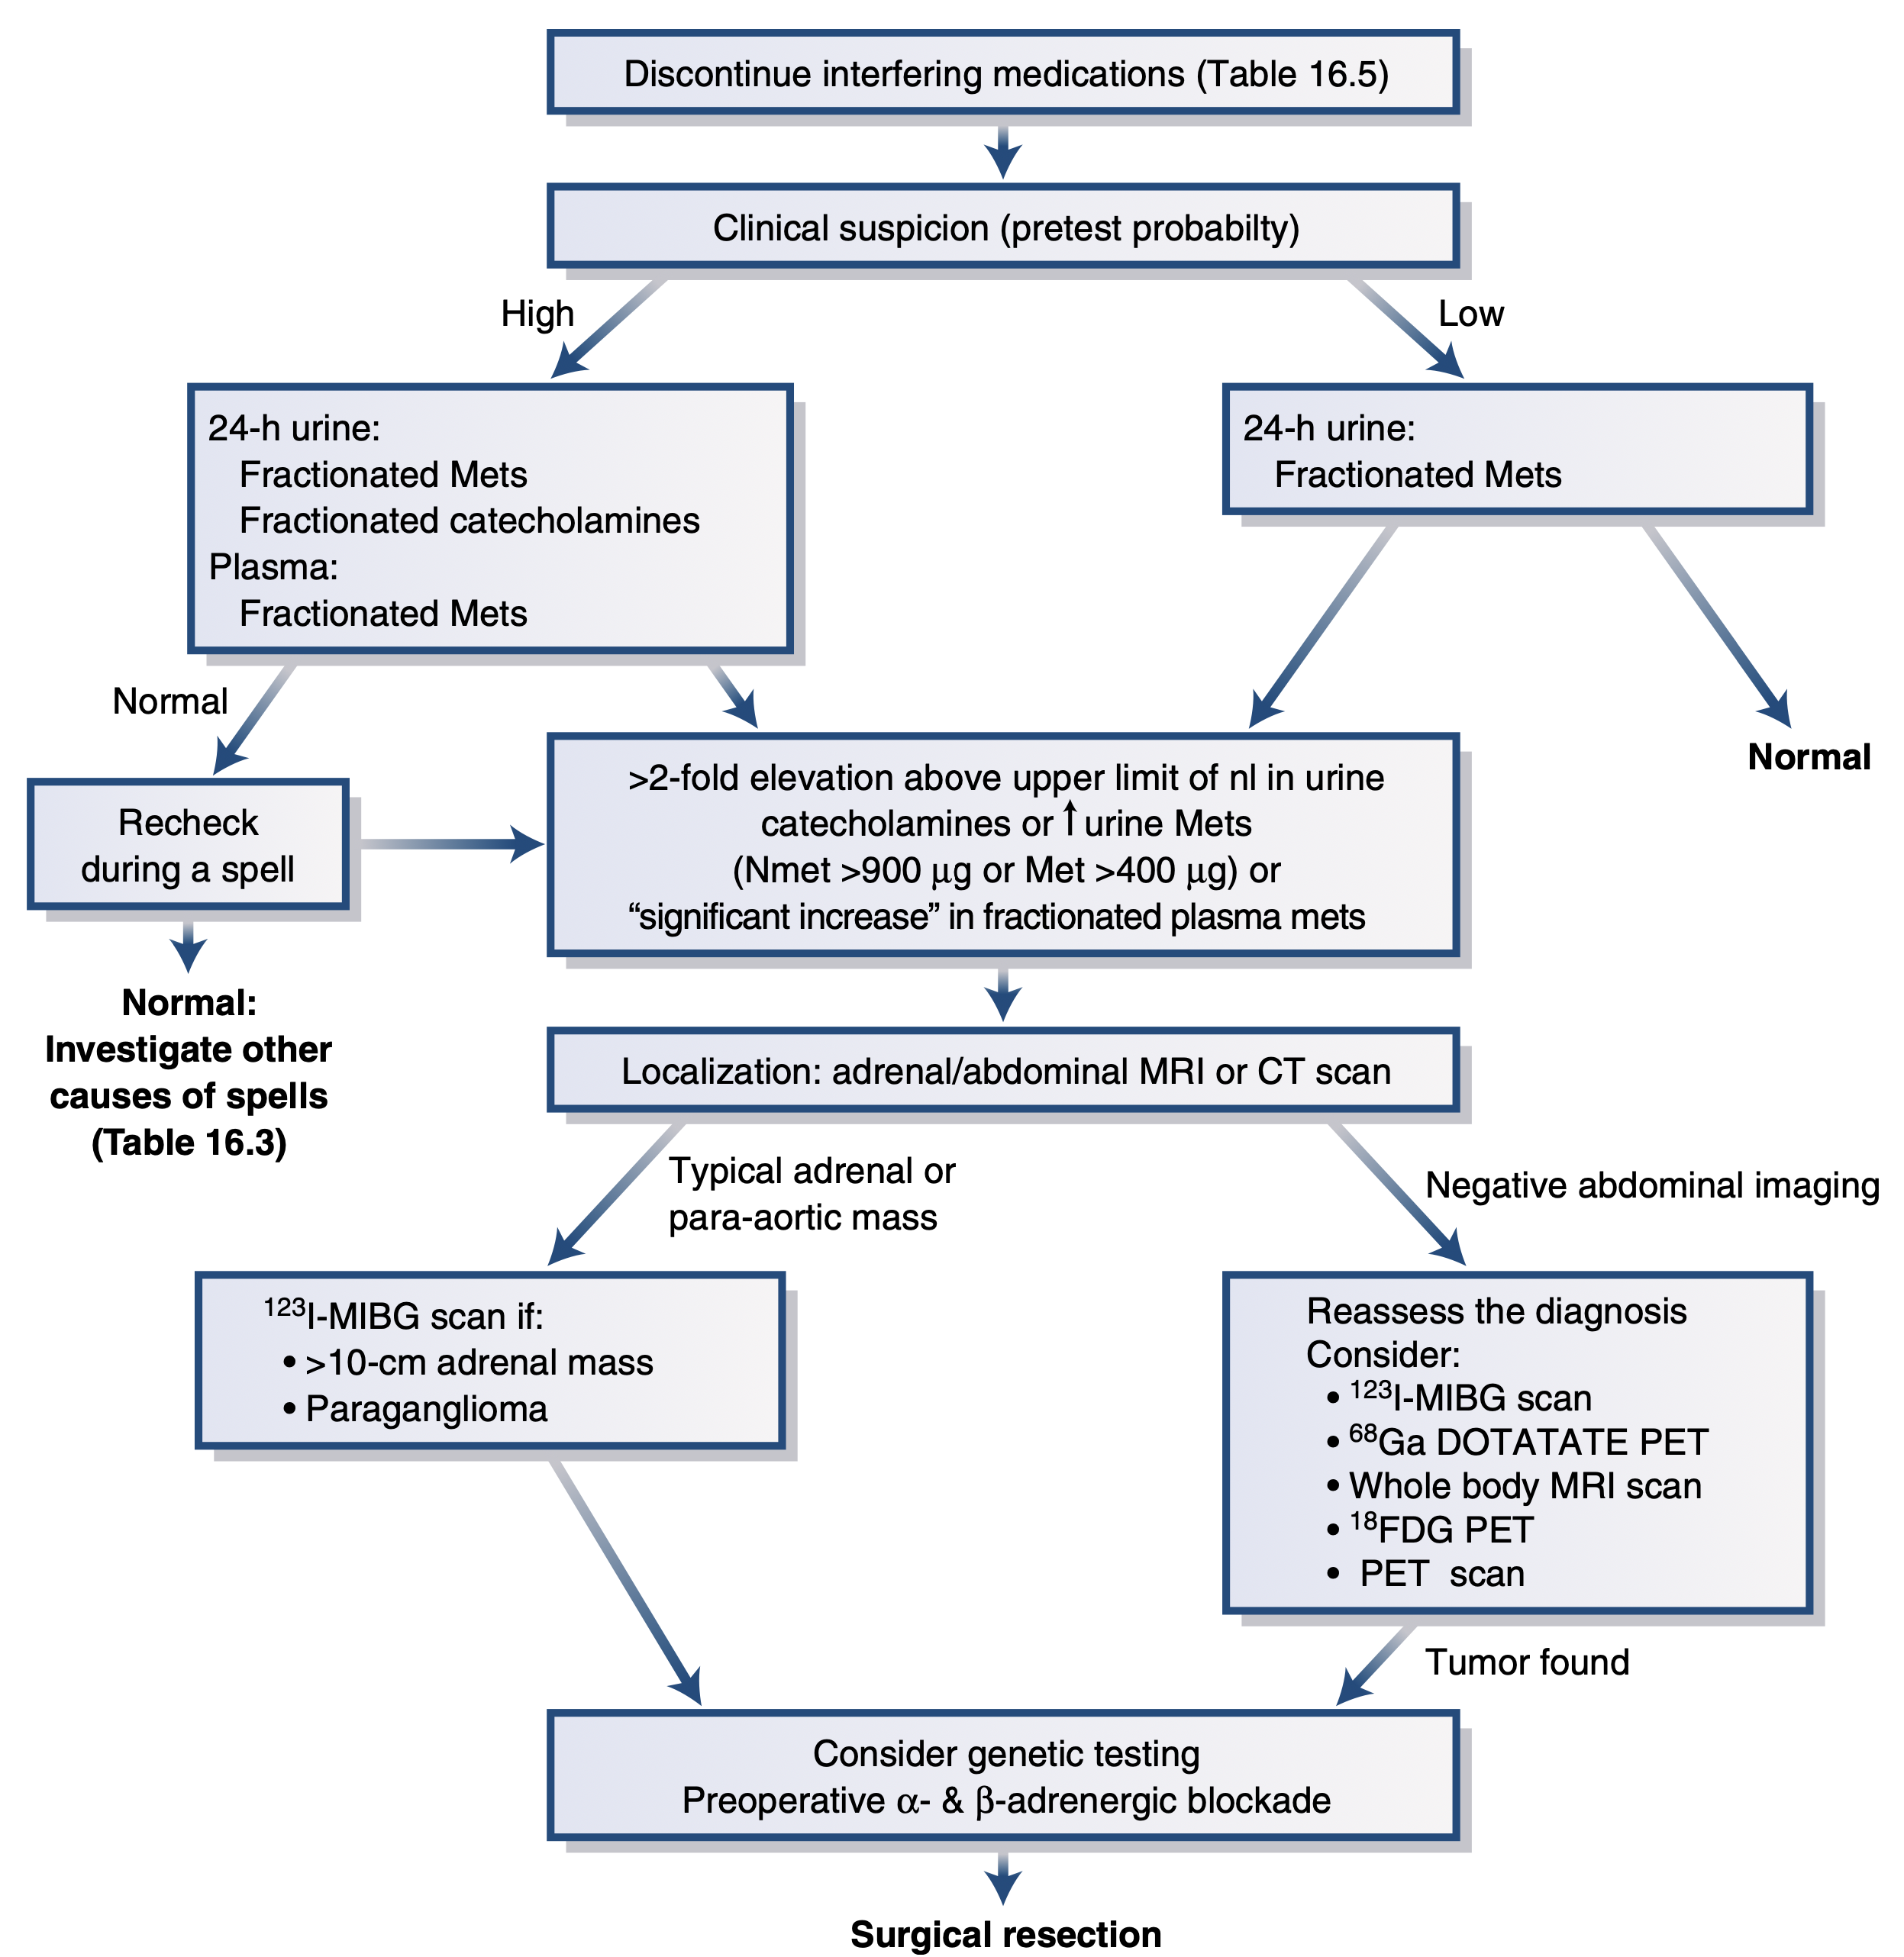 Discontinue interfering medications (Table 16.5)
Clinical suspicion (pretest probabilty)
High
Low
24-h urine:
Fractionated Mets
Fractionated catecholamines
Plasma:
Fractionated Mets
24-h urine:
Fractionated Mets
Normal
Normal
Recheck
during a spell
>2-fold elevation above upper limit of nl in urine
catecholamines or ↑ urine Mets
(Nmet >900 μg or Met >400 μg) or
“significant increase” in fractionated plasma mets
Normal:
Investigate other
causes of spells
(Table 16.3)
Localization: adrenal/abdominal MRI or CT scan
Typical adrenal or
para-aortic mass
Negative abdominal imaging
¹²³I-MIBG scan if:
• >10-cm adrenal mass
• Paraganglioma
Reassess the diagnosis
Consider:
• ¹²³I-MIBG scan
• ⁶⁸Ga DOTATATE PET
• Whole body MRI scan
• ¹⁸FDG PET
• PET scan
Tumor found
Consider genetic testing
Preoperative α- & β-adrenergic blockade
Surgical resection